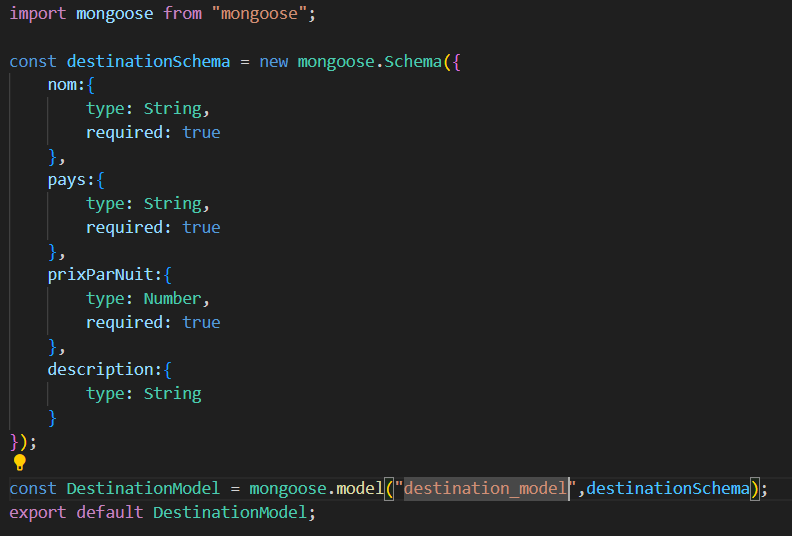 import mongoose from "mongoose";
const destinationSchema = new mongoose.Schema({
nom:{
type: String,
required: true
},
pays:{
type: String,
required: true
},
prixParNuit:{
type: Number,
required: true
},
description:{
type: String
}
});
const DestinationModel = mongoose.model("destination_model",destinationSchema);
export default DestinationModel;